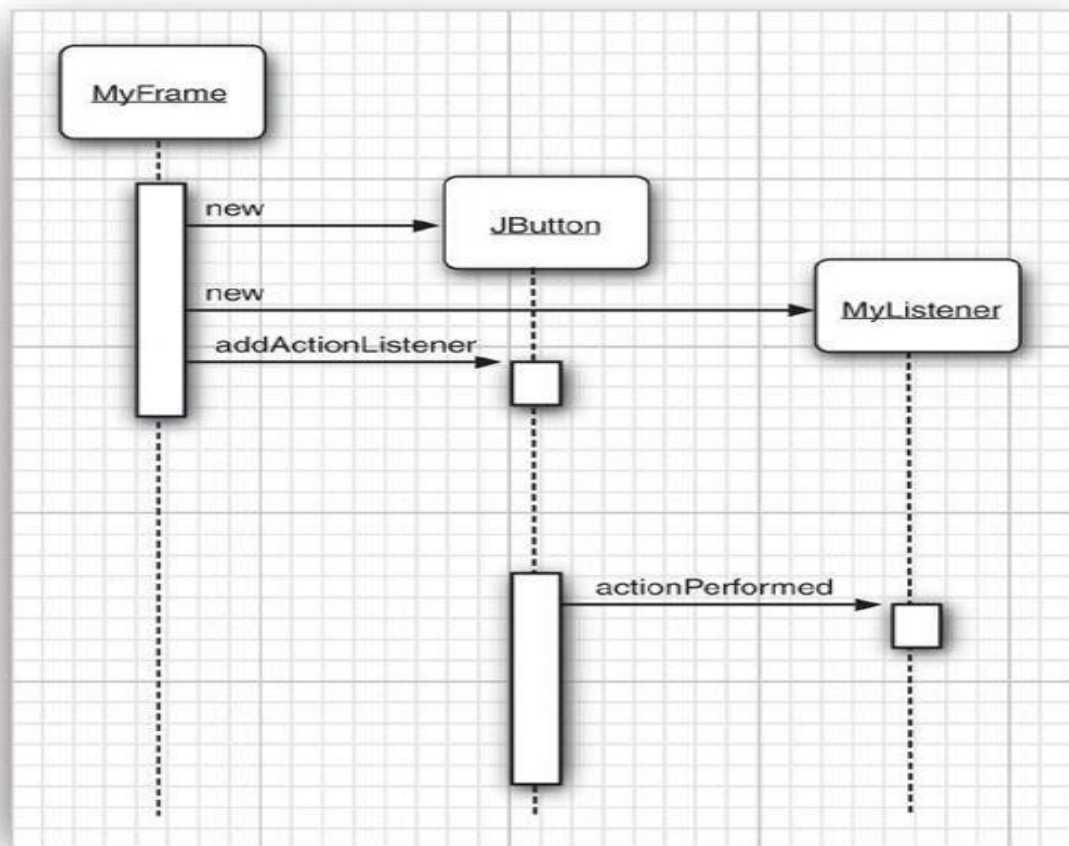 MyFrame
new
JButton
new
MyListener
addActionListener
actionPerformed